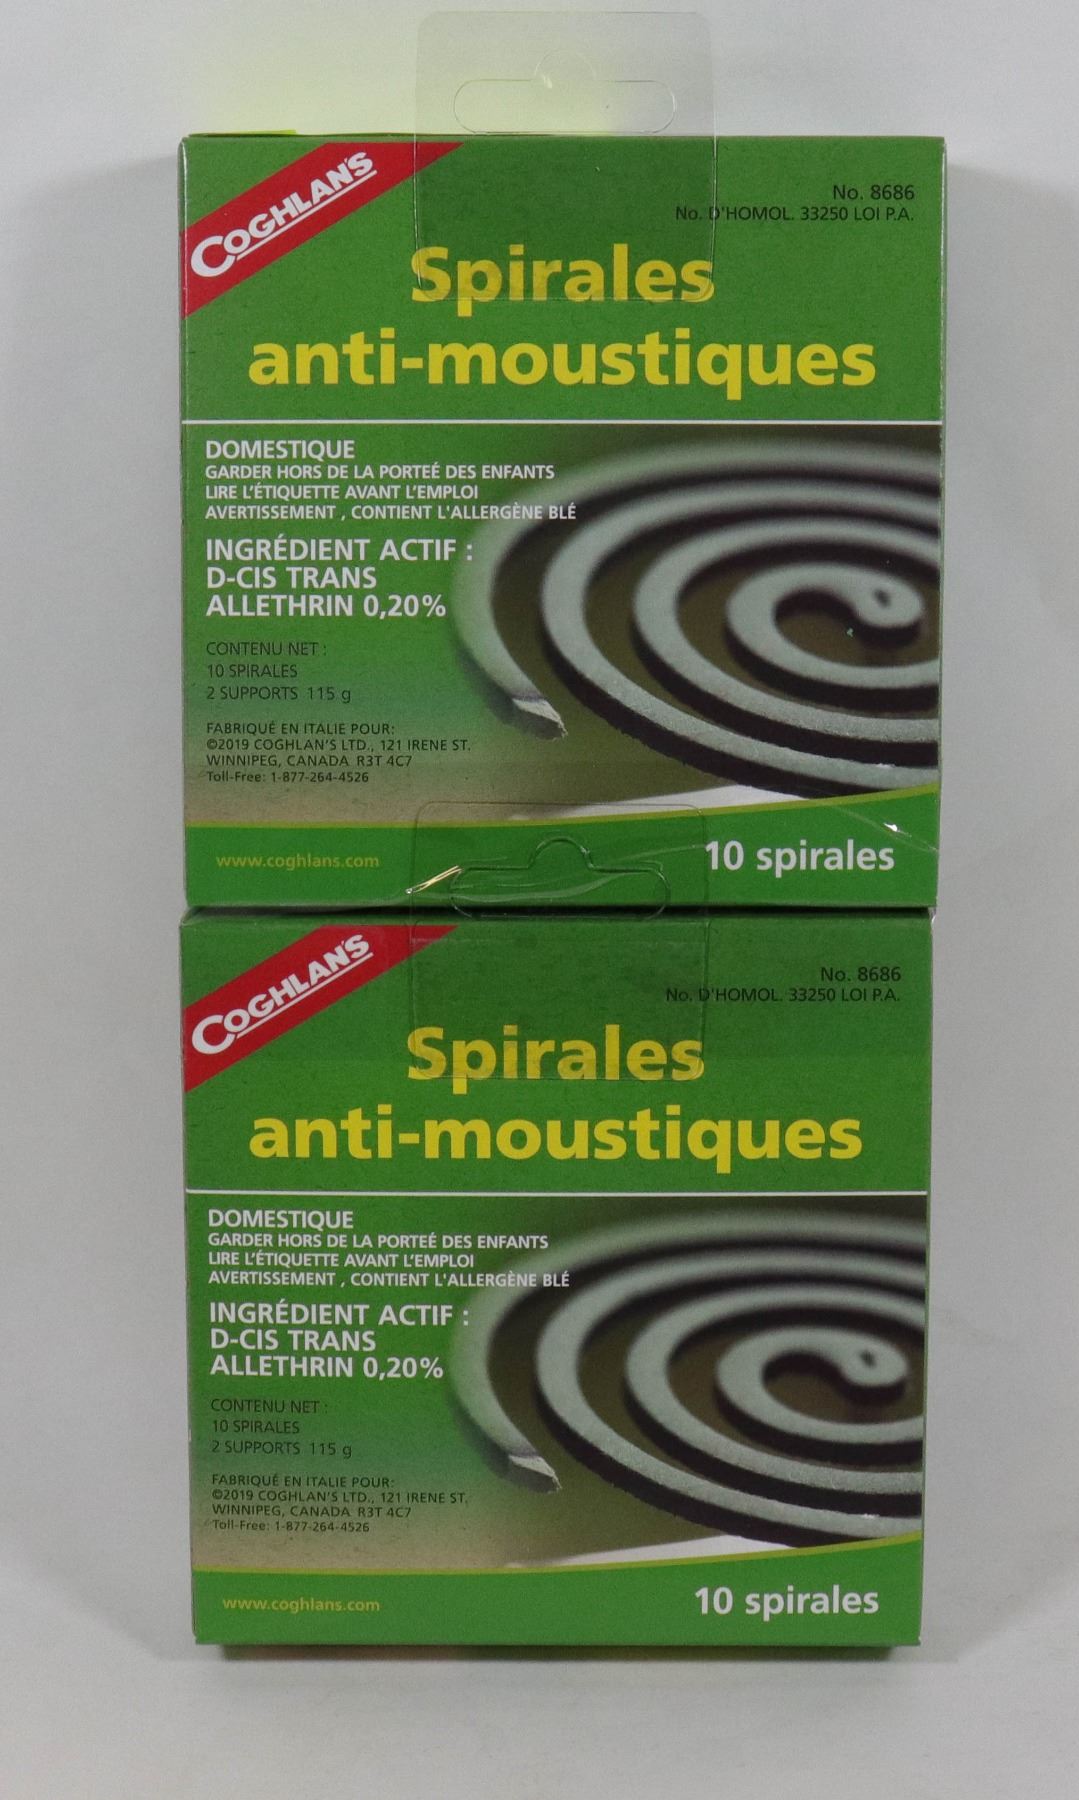 COGHLAN'S
No. 8686
No. D'HOMOL. 33250 LOI P.A.
Spirales
anti-moustiques
DOMESTIQUE
GARDER HORS DE LA PORTEÉ DES ENFANTS
LIRE L'ÉTIQUETTE AVANT L'EMPLOI
AVERTISSEMENT , CONTIENT L'ALLERGÈNE BLÉ
INGRÉDIENT ACTIF :
D-CIS TRANS
ALLETHRIN 0,20%
CONTENU NET :
10 SPIRALES
2 SUPPORTS 115 g
FABRIQUÉ EN ITALIE POUR:
©2019 COGHLAN'S LTD., 121 IRENE ST.
WINNIPEG, CANADA R3T 4C7
Toll-Free: 1-877-264-4526
www.coghlans.com
10 spirales
COGHLAN'S
No. 8686
No. D'HOMOL. 33250 LOI P.A.
Spirales
anti-moustiques
DOMESTIQUE
GARDER HORS DE LA PORTEÉ DES ENFANTS
LIRE L'ÉTIQUETTE AVANT L'EMPLOI
AVERTISSEMENT , CONTIENT L'ALLERGÈNE BLÉ
INGRÉDIENT ACTIF :
D-CIS TRANS
ALLETHRIN 0,20%
CONTENU NET :
10 SPIRALES
2 SUPPORTS 115 g
FABRIQUÉ EN ITALIE POUR:
©2019 COGHLAN'S LTD., 121 IRENE ST.
WINNIPEG, CANADA R3T 4C7
Toll-Free: 1-877-264-4526
www.coghlans.com
10 spirales